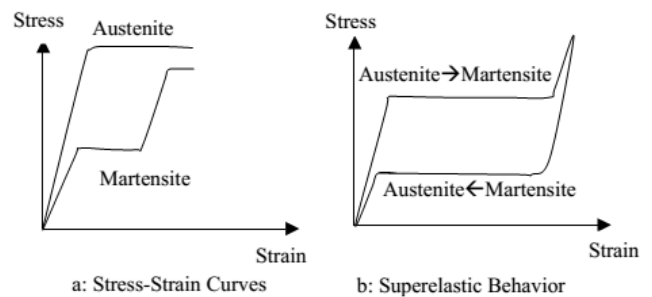 Stress
Austenite
Martensite
Strain
a: Stress-Strain Curves
Stress
Austenite→Martensite
Austenite←Martensite
Strain
b: Superelastic Behavior